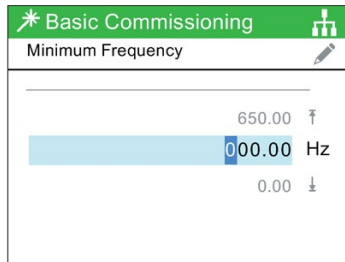 Basic Commissioning
Minimum Frequency
650.00
000.00 Hz
0.00